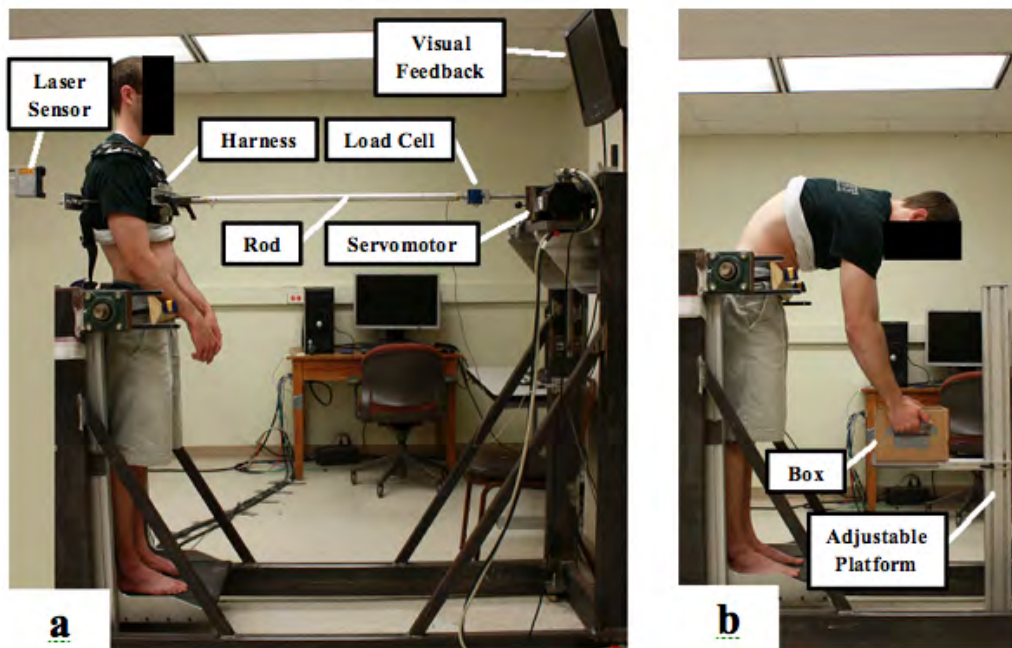 Laser
Sensor
Visual
Feedback
Harness
Load Cell
Rod
Servomotor
a
Box
Adjustable
Platform
b